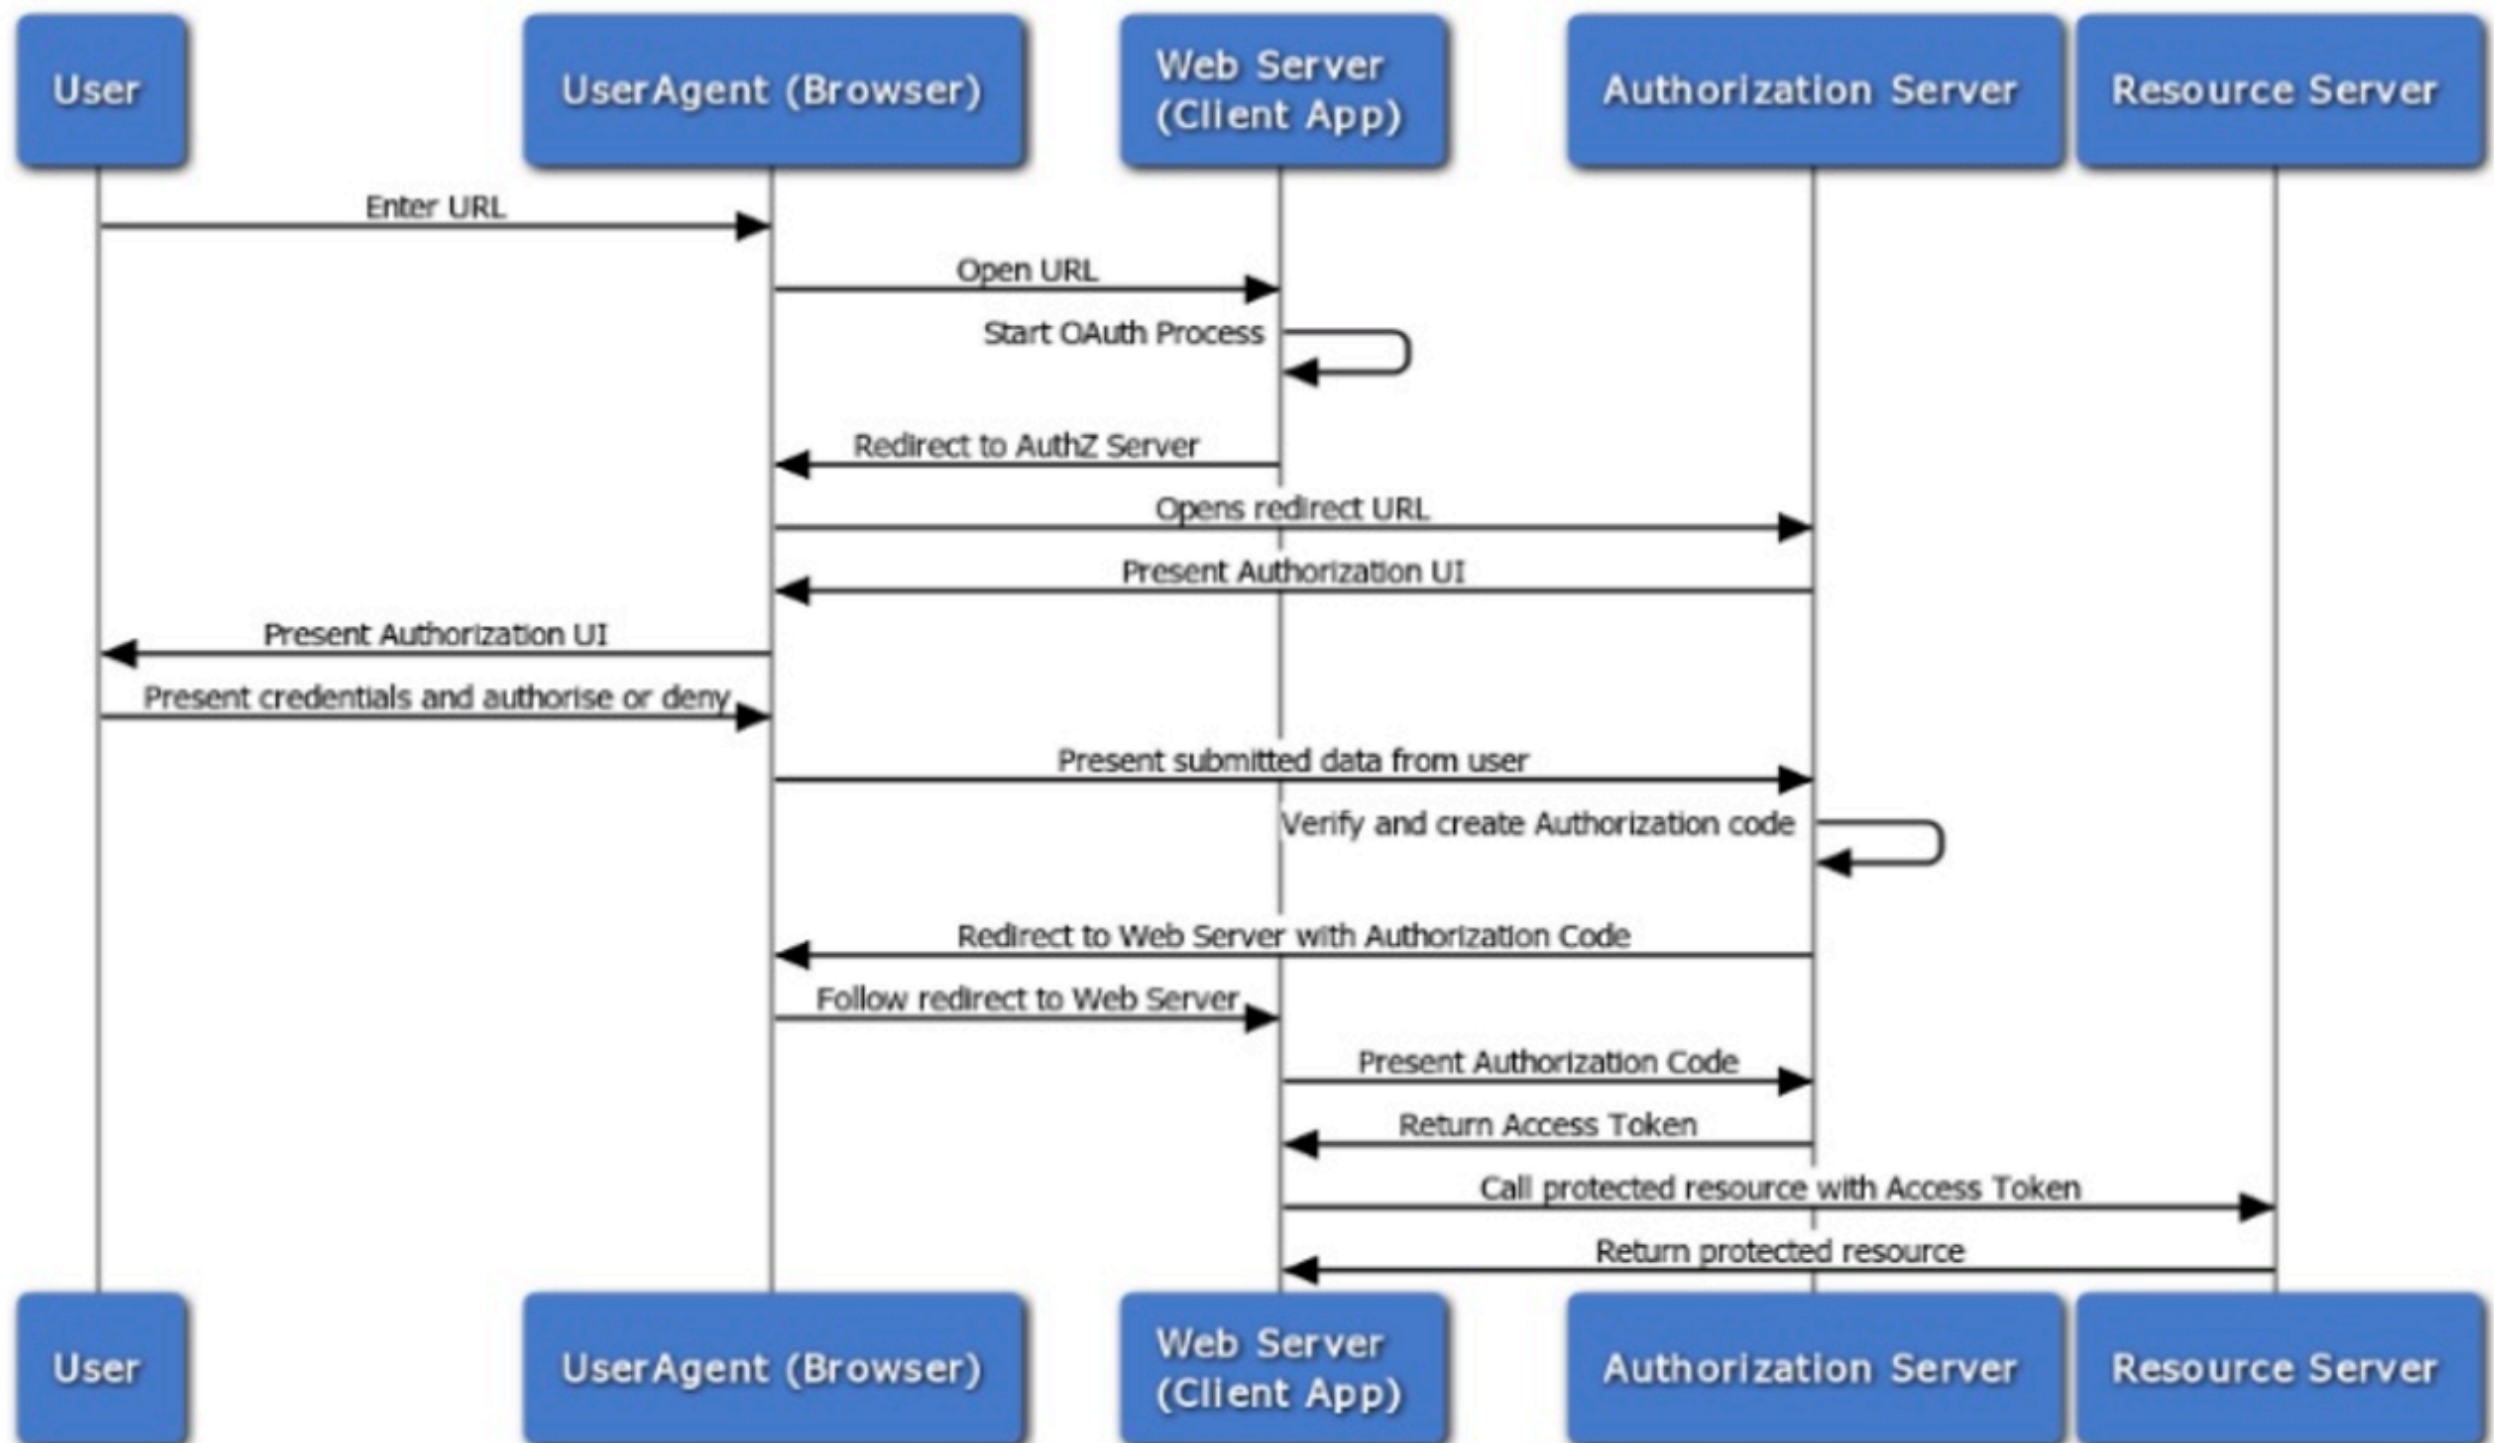 User
UserAgent (Browser)
Web Server
(Client App)
Authorization Server
Resource Server
Enter URL
Open URL
Start OAuth Process
Redirect to AuthZ Server
Opens redirect URL
Present Authorization UI
Present Authorization UI
Present credentials and authorise or deny
Present submitted data from user
Verify and create Authorization code
Redirect to Web Server with Authorization Code
Follow redirect to Web Server
Present Authorization Code
Return Access Token
Call protected resource with Access Token
Return protected resource
User
UserAgent (Browser)
Web Server
(Client App)
Authorization Server
Resource Server